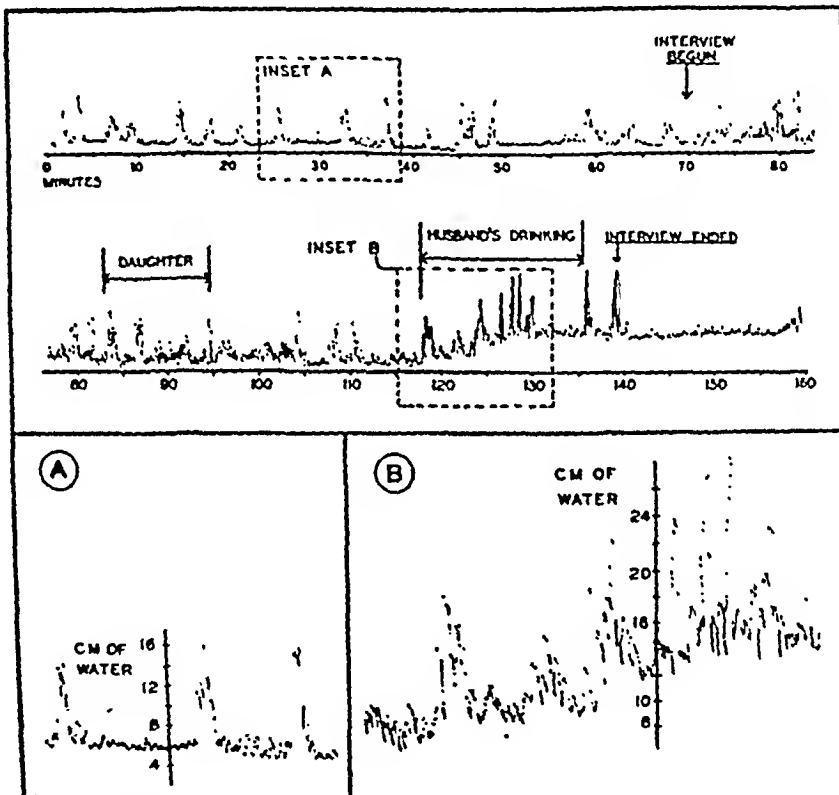 INTERVIEW
BEGUN
INSET A
0 10 20 30 40 50 60 70 80
MINUTES
DAUGHTER
INSET B
HUSBAND'S DRINKING
INTERVIEW ENDED
80 90 100 110 120 130 140 150 160
A
CM OF
WATER
16
12
8
4
B
CM OF
WATER
24
20
16
12
10
8